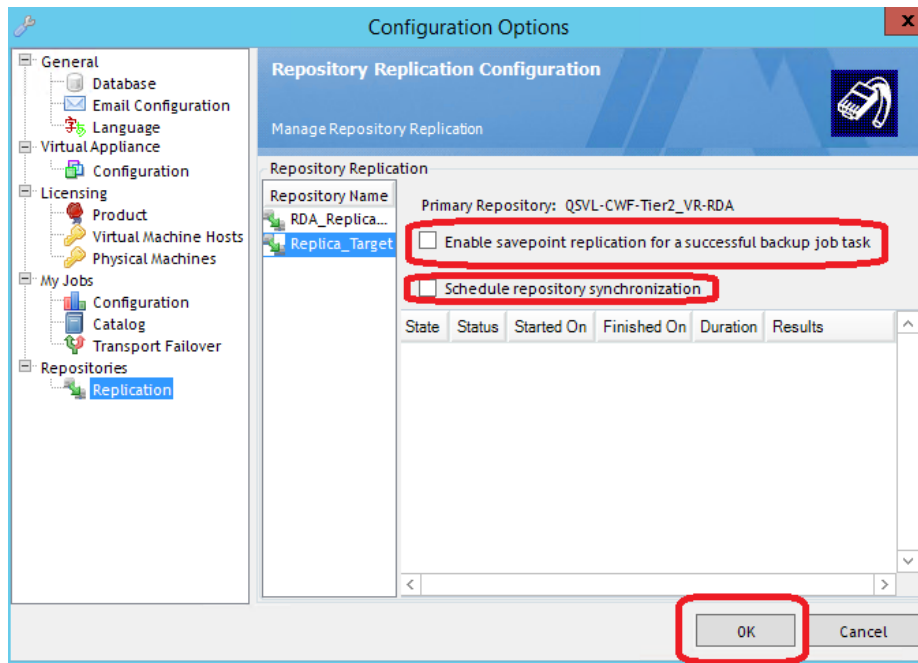 Configuration Options
x
General
Database
Email Configuration
Language
Virtual Appliance
Configuration
Licensing
Product
Virtual Machine Hosts
Physical Machines
My Jobs
Configuration
Catalog
Transport Failover
Repositories
Replication
Repository Replication Configuration
Manage Repository Replication
Repository Replication
Repository Name
RDA_Replica...
Replica_Target
Primary Repository: QSVL-CWF-Tier2_VR-RDA
Enable savepoint replication for a successful backup job task
Schedule repository synchronization
State Status Started On Finished On Duration Results
OK Cancel